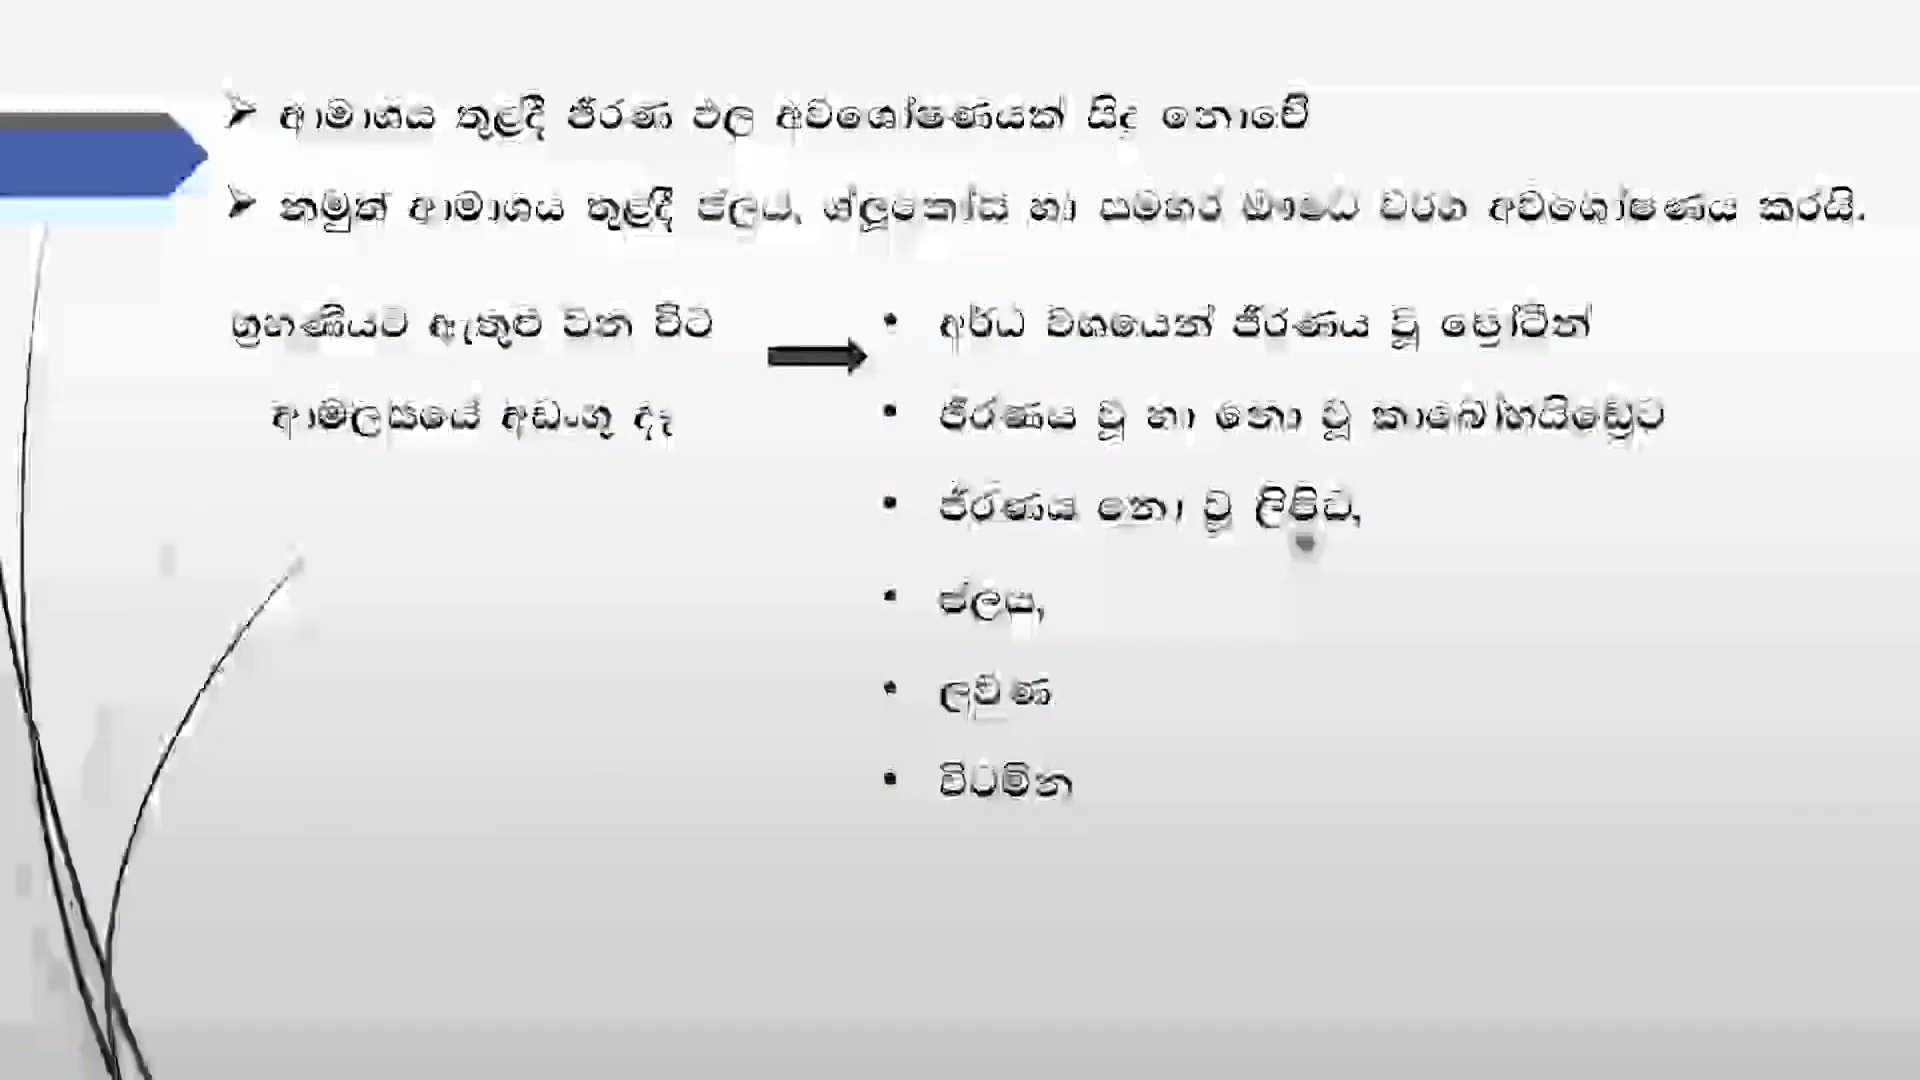 ➤ ආමාශය තුළදී ජීරණ ඵල අවශෝෂණයක් සිදු නොවේ
➤ නමුත් ආමාශය තුළදී ජලය, ග්ලූකෝස් හා සමහර ඖෂධ වර්ග අවශෝෂණය කරයි.
ග්‍රහණියට ඇතුළු වන විට
ආම්ලසයේ අඩංගු දෑ
• අර්ධ වශයෙන් ජීරණය වූ ප්‍රෝටීන්
• ජීරණය වූ හා නො වූ කාබෝහයිඩ්‍රේට
• ජීරණය නො වූ ලිපිඩ,
• ජලය,
• ලවණ
• විටමින